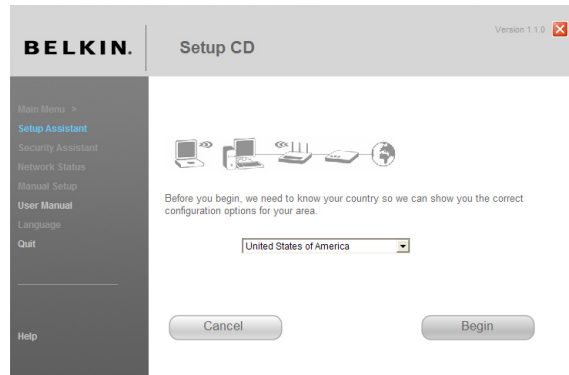 BELKIN.
Setup CD
Version 1.1.0
Main Menu >
Setup Assistant
Security Assistant
Network Status
Manual Setup
User Manual
Language
Quit
Help
Before you begin, we need to know your country so we can show you the correct
configuration options for your area.
United States of America
Cancel
Begin